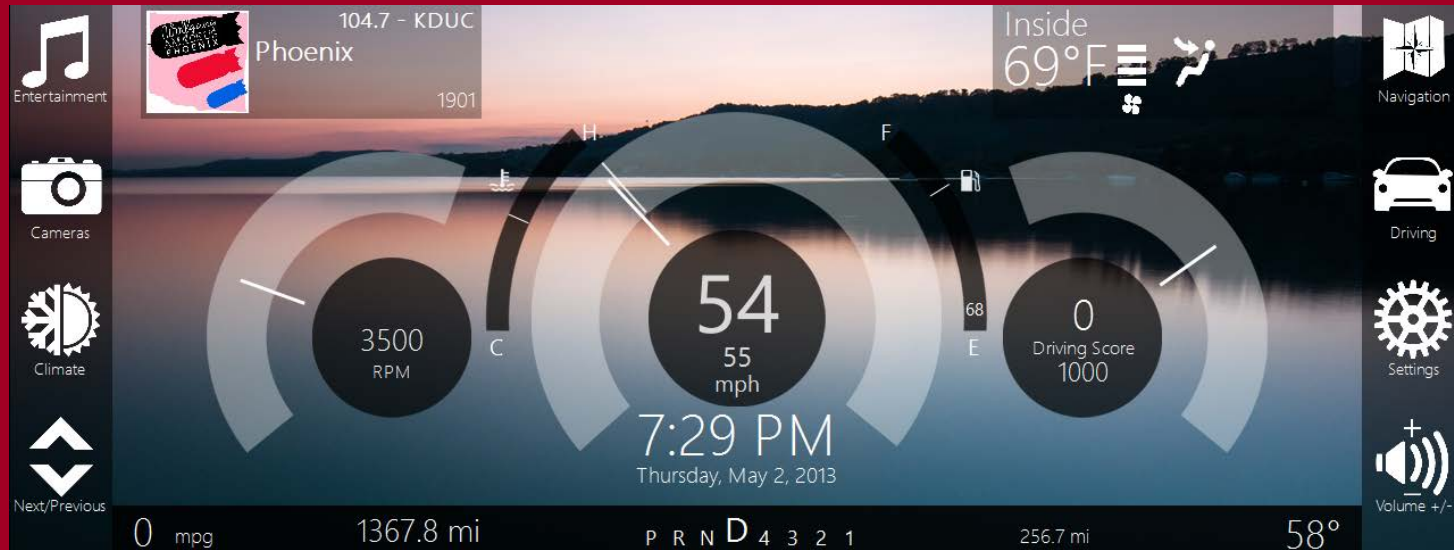 Entertainment
Cameras
Climate
Next/Previous
104.7 - KDUC
Phoenix
1901
PHOENIX
Inside
69°F
H
C
F
68
E
3500
RPM
54
55
mph
0
Driving Score
1000
7:29 PM
Thursday, May 2, 2013
0 mpg
1367.8 mi
P R N D 4 3 2 1
256.7 mi
58°
Navigation
Driving
Settings
+
−
Volume +/-